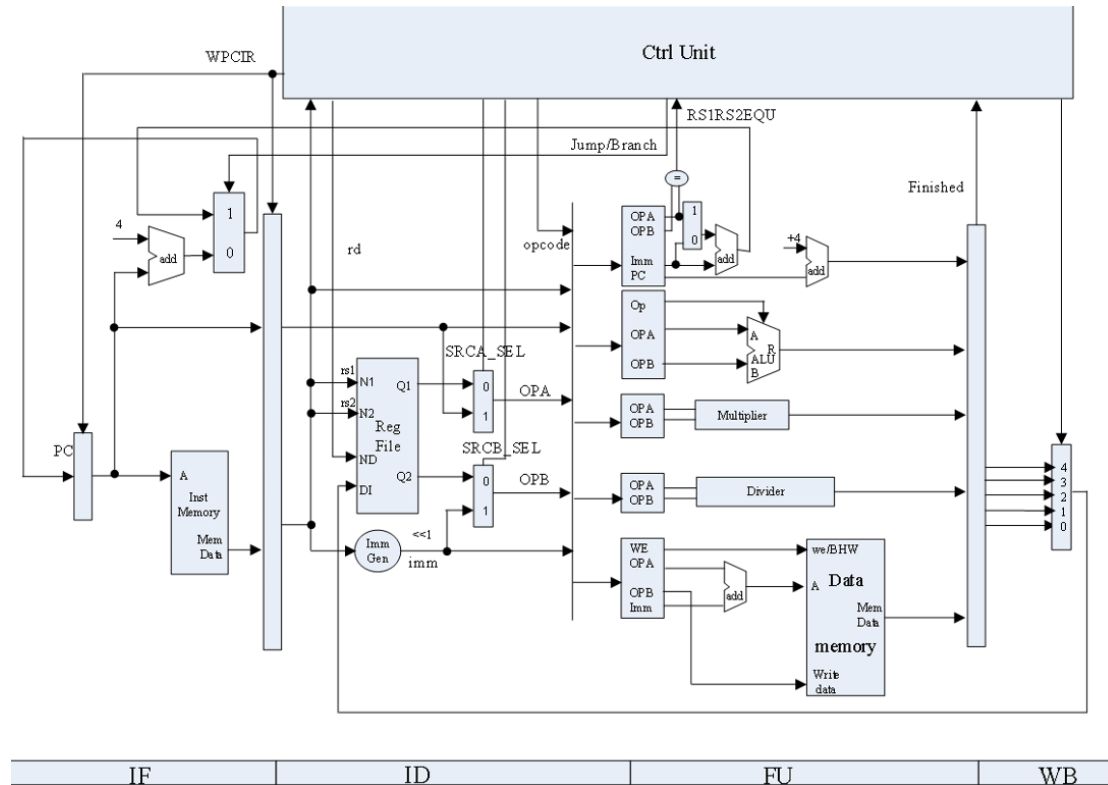 Ctrl Unit
WPCIR
RS1RS2EQU
Jump/Branch
=
Finished
1
0
4
add
rd
opcode
OPA
OPB
Imm
PC
1
0
add
+4
add
Op
OPA
OPB
A
R
ALU
B
SRCA_SEL
rs1
N1
Q1
rs2
N2
Reg
File
ND
Q2
DI
0
1
OPA
SRCB_SEL
0
1
OPB
OPA
OPB
Multiplier
OPA
OPB
Divider
PC
A
Inst
Memory
Mem
Data
Imm
Gen
<<1
imm
WE
OPA
OPB
Imm
add
we/BHW
A
Data
Mem
Data
memory
Write
data
4
3
2
1
0
IF
ID
FU
WB